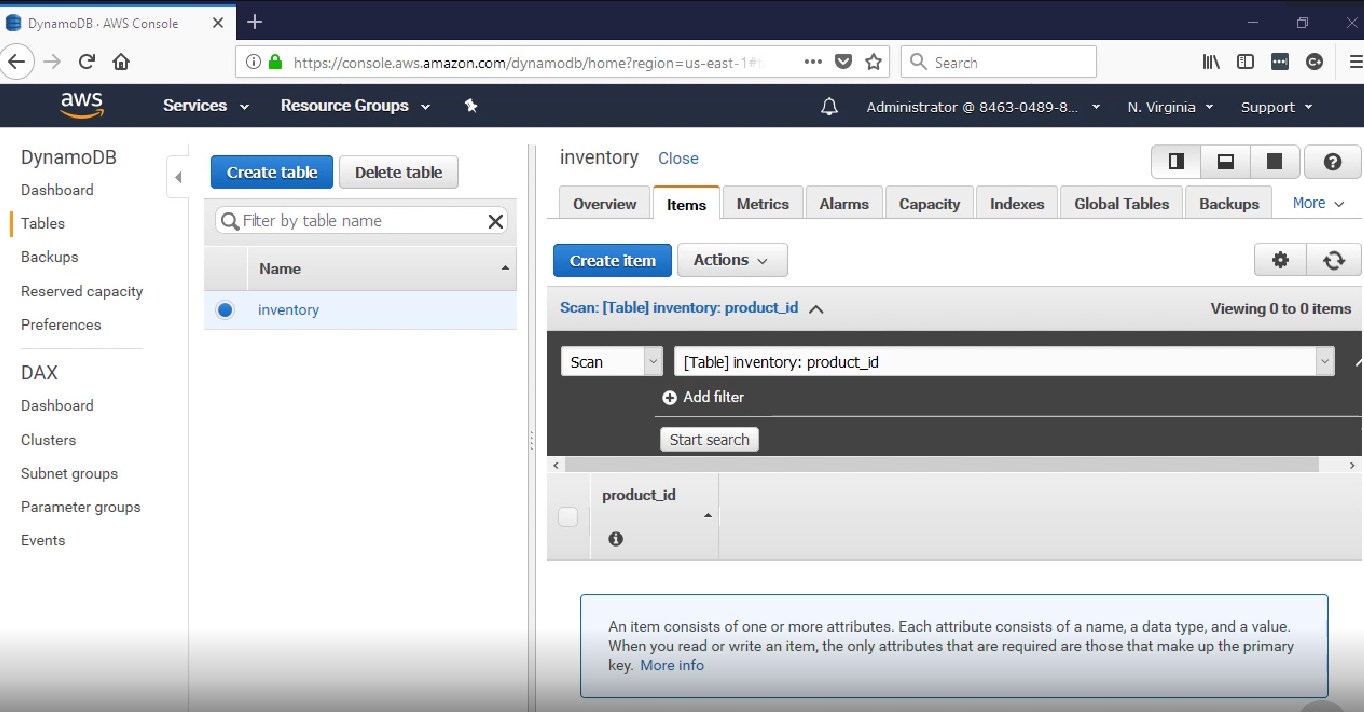 DynamoDB · AWS Console
https://console.aws.amazon.com/dynamodb/home?region=us-east-1#
Search
aws
Services
Resource Groups
Administrator @ 8463-0489-8...
N. Virginia
Support
DynamoDB
Dashboard
Tables
Backups
Reserved capacity
Preferences
DAX
Dashboard
Clusters
Subnet groups
Parameter groups
Events
Create table
Delete table
Filter by table name
Name
inventory
inventory
Close
Overview
Items
Metrics
Alarms
Capacity
Indexes
Global Tables
Backups
More
Create item
Actions
Scan: [Table] inventory: product_id
Viewing 0 to 0 items
Scan
[Table] inventory: product_id
Add filter
Start search
product_id
An item consists of one or more attributes. Each attribute consists of a name, a data type, and a value.
When you read or write an item, the only attributes that are required are those that make up the primary
key. More info